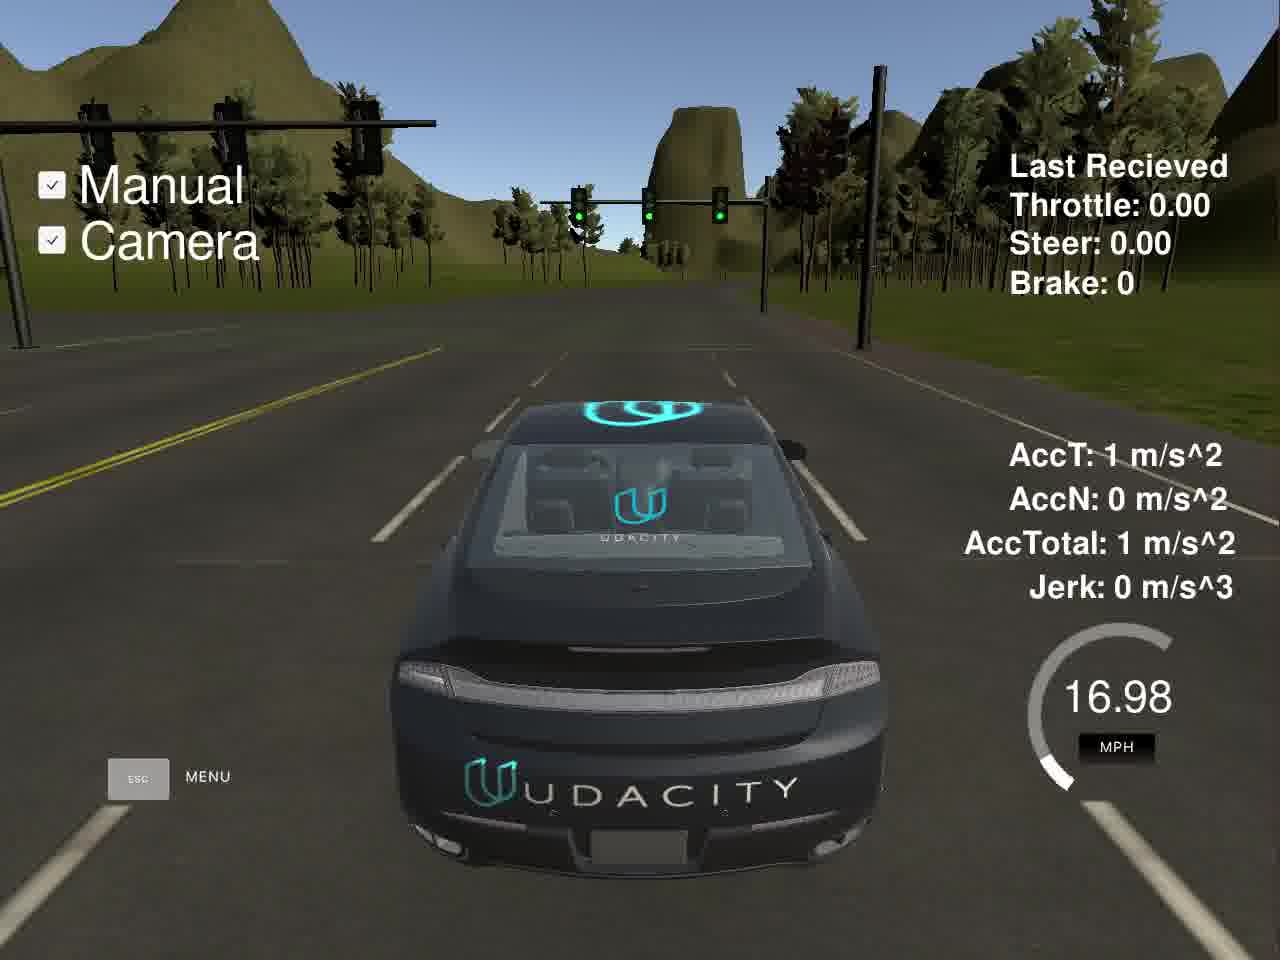 Manual
Camera
Last Recieved
Throttle: 0.00
Steer: 0.00
Brake: 0
AccT: 1 m/s^2
AccN: 0 m/s^2
AccTotal: 1 m/s^2
Jerk: 0 m/s^3
UDACITY
16.98
MPH
ESC
MENU
UDACITY